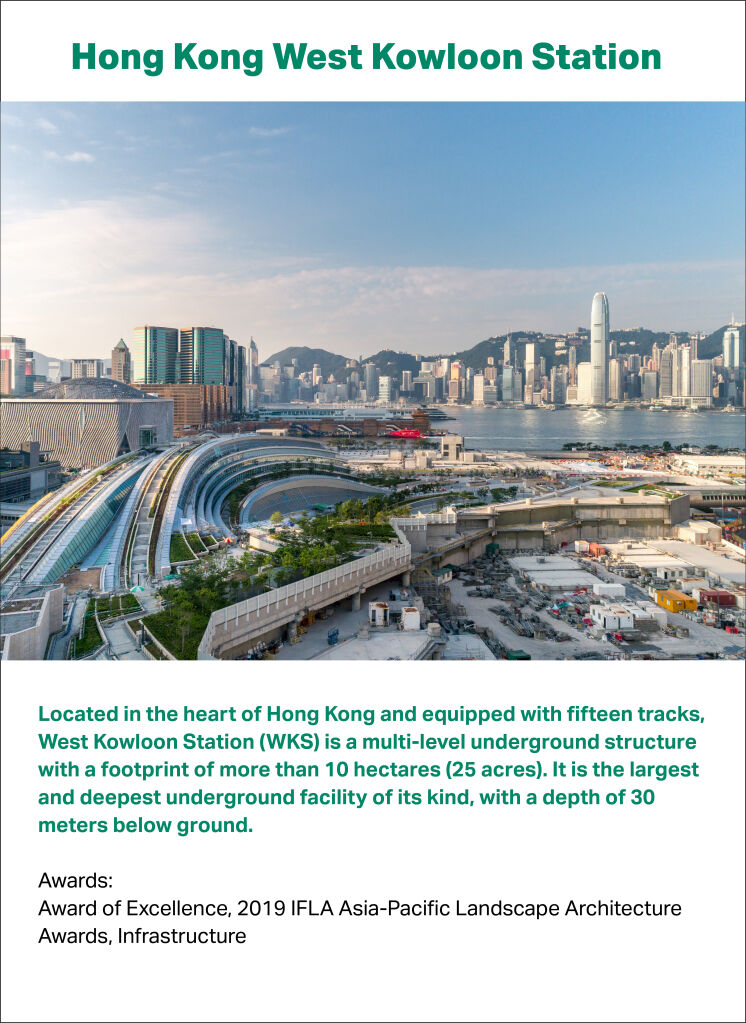 Hong Kong West Kowloon Station
Located in the heart of Hong Kong and equipped with fifteen tracks,
West Kowloon Station (WKS) is a multi-level underground structure
with a footprint of more than 10 hectares (25 acres). It is the largest
and deepest underground facility of its kind, with a depth of 30
meters below ground.
Awards:
Award of Excellence, 2019 IFLA Asia-Pacific Landscape Architecture
Awards, Infrastructure